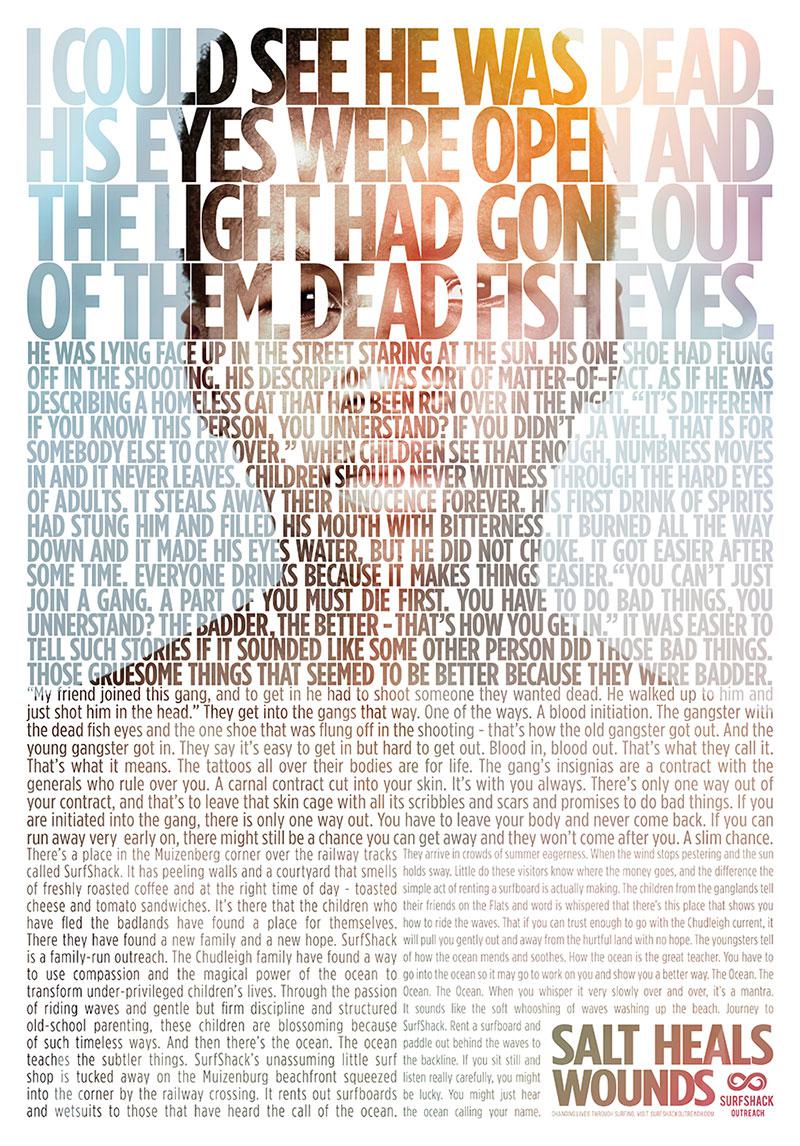 I COULD SEE HE WAS DEAD.
HIS EYES WERE OPEN AND
THE LIGHT HAD GONE OUT
OF THEM. DEAD FISH EYES.
HE WAS LYING FACE UP IN THE STREET STARING AT THE SUN. HIS ONE SHOE HAD FLUNG
OFF IN THE SHOOTING. HIS DESCRIPTION WAS SORT OF MATTER-OF-FACT. AS IF HE WAS
DESCRIBING A HOMELESS CAT THAT HAD BEEN RUN OVER IN THE NIGHT. “IT’S DIFFERENT
IF YOU KNOW THIS PERSON, YOU UNNERSTAND? IF YOU DIDN’T, JA WELL, THAT IS FOR
SOMEBODY ELSE TO CRY OVER.” WHEN CHILDREN SEE THAT ENOUGH, NUMBNESS MOVES
IN AND IT NEVER LEAVES. CHILDREN SHOULD NEVER WITNESS THROUGH THE HARD EYES
OF ADULTS. IT STEALS AWAY THEIR INNOCENCE FOREVER. HIS FIRST DRINK OF SPIRITS
HAD STUNG HIM AND FILLED HIS MOUTH WITH BITTERNESS. IT BURNED ALL THE WAY
DOWN AND IT MADE HIS EYES WATER, BUT HE DID NOT CHOKE. IT GOT EASIER AFTER
SOME TIME. EVERYONE DRINKS BECAUSE IT MAKES THINGS EASIER.“YOU CAN’T JUST
JOIN A GANG. A PART OF YOU MUST DIE FIRST. YOU HAVE TO DO BAD THINGS, YOU
UNNERSTAND? THE BADDER, THE BETTER – THAT’S HOW YOU GET IN.” IT WAS EASIER TO
TELL SUCH STORIES IF IT SOUNDED LIKE SOME OTHER PERSON DID THOSE BAD THINGS.
THOSE GRUESOME THINGS THAT SEEMED TO BE BETTER BECAUSE THEY WERE BADDER.
“My friend joined this gang, and to get in he had to shoot someone they wanted dead. He walked up to him and
just shot him in the head.” They get into the gangs that way. One of the ways. A blood initiation. The gangster with
the dead fish eyes and the one shoe that was flung off in the shooting - that’s how the old gangster got out. And the
young gangster got in. They say it’s easy to get in but hard to get out. Blood in, blood out. That’s what they call it.
That’s what it means. The tattoos all over their bodies are for life. The gang’s insignias are a contract with the
generals who rule over you. A carnal contract cut into your skin. It’s with you always. There’s only one way out of
your contract, and that’s to leave that skin cage with all its scribbles and scars and promises to do bad things. If you
are initiated into the gang, there is only one way out. You have to leave your body and never come back. If you can
run away very early on, there might still be a chance you can get away and they won’t come after you. A slim chance.
There’s a place in the Muizenberg corner over the railway tracks
called SurfShack. It has peeling walls and a courtyard that smells
of freshly roasted coffee and at the right time of day - toasted
cheese and tomato sandwiches. It’s there that the children who
have fled the badlands have found a place for themselves.
There they have found a new family and a new hope. SurfShack
is a family-run outreach. The Chudleigh family have found a way
to use compassion and the magical power of the ocean to
transform under-privileged children’s lives. Through the passion
of riding waves and gentle but firm discipline and structured
old-school parenting, these children are blossoming because
of such timeless ways. And then there’s the ocean. The ocean
teaches the subtler things. SurfShack’s unassuming little surf
shop is tucked away on the Muizenburg beachfront squeezed
into the corner by the railway crossing. It rents out surfboards
and wetsuits to those that have heard the call of the ocean.
They arrive in crowds of summer eagerness. When the wind stops pestering and the sun
holds sway. Little do these visitors know where the money goes, and the difference the
simple act of renting a surfboard is actually making. The children from the ganglands tell
their friends on the Flats and word is whispered that there’s this place that shows you
how to ride the waves. That if you can trust enough to go with the Chudleigh current, it
will pull you gently out and away from the hurtful land with no hope. The youngsters tell
of how the ocean mends and soothes. How the ocean is the great teacher. You have to
go into the ocean so it may go to work on you and show you a better way. The Ocean. The
Ocean. The Ocean. When you whisper it very slowly over and over, it’s a mantra.
It sounds like the soft whooshing of waves washing up the beach. Journey to
SurfShack. Rent a surfboard and
paddle out behind the waves to
the backline. If you sit still and
listen really carefully, you might
be lucky. You might just hear
the ocean calling your name.
SALT HEALS
WOUNDS
SURFSHACK
OUTREACH
CHANGING LIVES THROUGH SURFING. VISIT SURFSHACKOUTREACH.COM